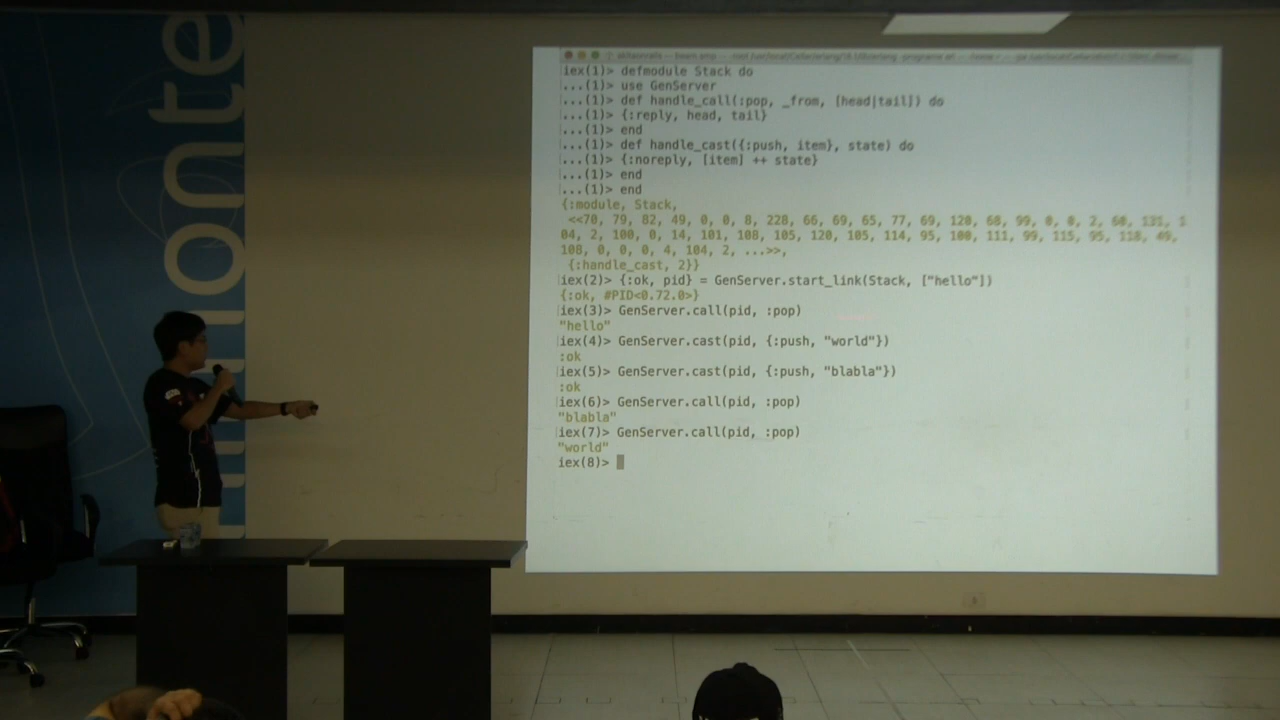 iex(1)> defmodule Stack do
...(1)> use GenServer
...(1)> def handle_call(:pop, _from, [head|tail]) do
...(1)> {:reply, head, tail}
...(1)> end
...(1)> def handle_cast({:push, item}, state) do
...(1)> {:noreply, [item] ++ state}
...(1)> end
...(1)> end
{:module, Stack,
<<70, 79, 82, 49, 0, 0, 8, 228, 66, 69, 65, 77, 69, 120, 68, 99, 0, 0, 2, 60, 131, 1
04, 2, 100, 0, 14, 101, 108, 105, 120, 105, 114, 95, 100, 111, 99, 115, 95, 118, 49,
108, 0, 0, 0, 4, 104, 2, ...>>,
{:handle_cast, 2}}
iex(2)> {:ok, pid} = GenServer.start_link(Stack, ["hello"])
{:ok, #PID<0.72.0>}
iex(3)> GenServer.call(pid, :pop)
"hello"
iex(4)> GenServer.cast(pid, {:push, "world"})
:ok
iex(5)> GenServer.cast(pid, {:push, "blabla"})
:ok
iex(6)> GenServer.call(pid, :pop)
"blabla"
iex(7)> GenServer.call(pid, :pop)
"world"
iex(8)>